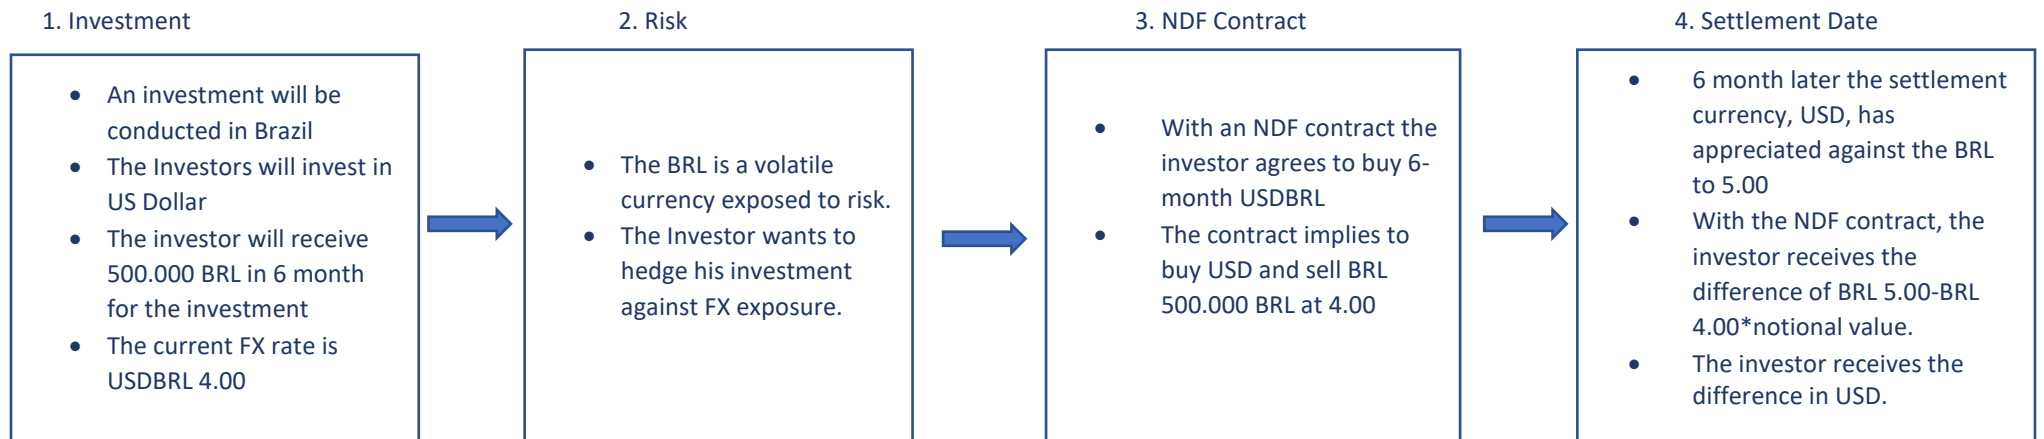 1. Investment
• An investment will be
conducted in Brazil
• The Investors will invest in
US Dollar
• The investor will receive
500.000 BRL in 6 month
for the investment
• The current FX rate is
USDBRL 4.00
2. Risk
• The BRL is a volatile
currency exposed to risk.
• The Investor wants to
hedge his investment
against FX exposure.
3. NDF Contract
• With an NDF contract the
investor agrees to buy 6-
month USDBRL
• The contract implies to
buy USD and sell BRL
500.000 BRL at 4.00
4. Settlement Date
• 6 month later the settlement
currency, USD, has
appreciated against the BRL
to 5.00
• With the NDF contract, the
investor receives the
difference of BRL 5.00-BRL
4.00*notional value.
• The investor receives the
difference in USD.